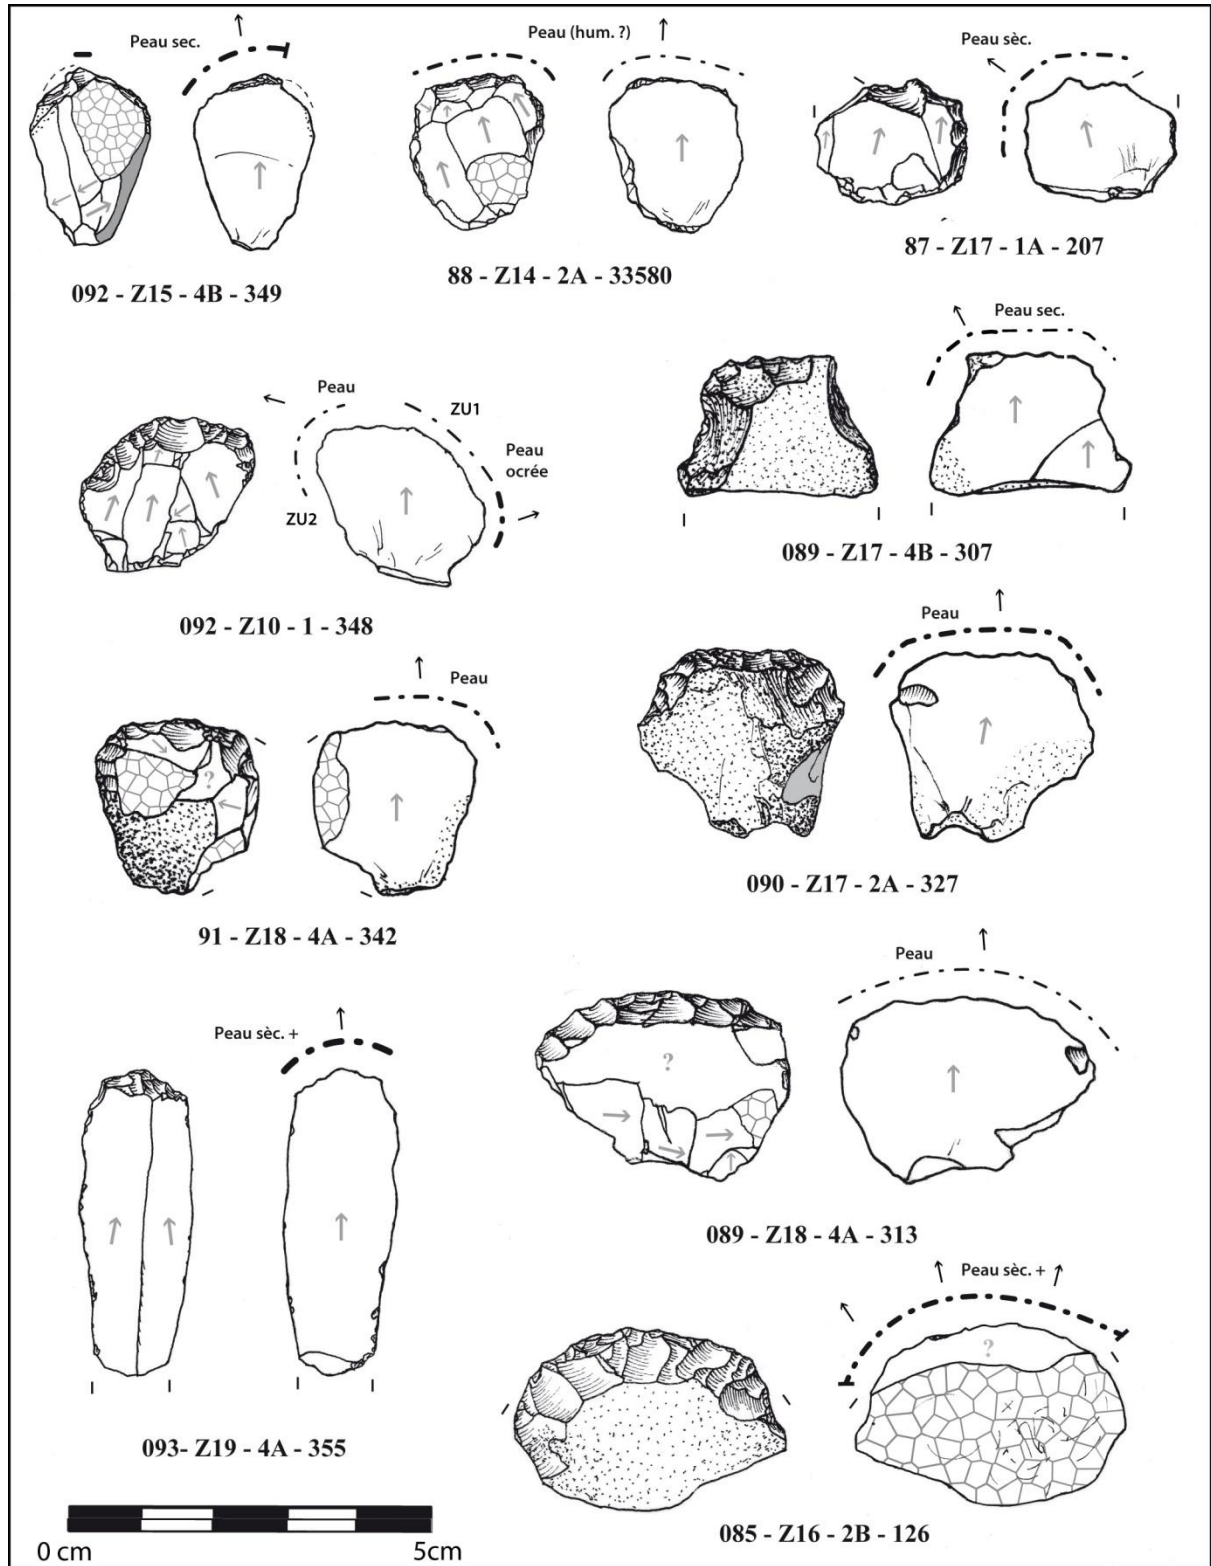 Peau sec.
092 - Z15 - 4B - 349
Peau (hum. ?)
88 - Z14 - 2A - 33580
Peau sèc.
87 - Z17 - 1A - 207
Peau
ZU1
Peau
ocrée
ZU2
092 - Z10 - 1 - 348
Peau sec.
089 - Z17 - 4B - 307
Peau
?
91 - Z18 - 4A - 342
Peau
090 - Z17 - 2A - 327
Peau sèc. +
093- Z19 - 4A - 355
Peau
?
089 - Z18 - 4A - 313
Peau sèc. +
?
085 - Z16 - 2B - 126
0 cm 5cm